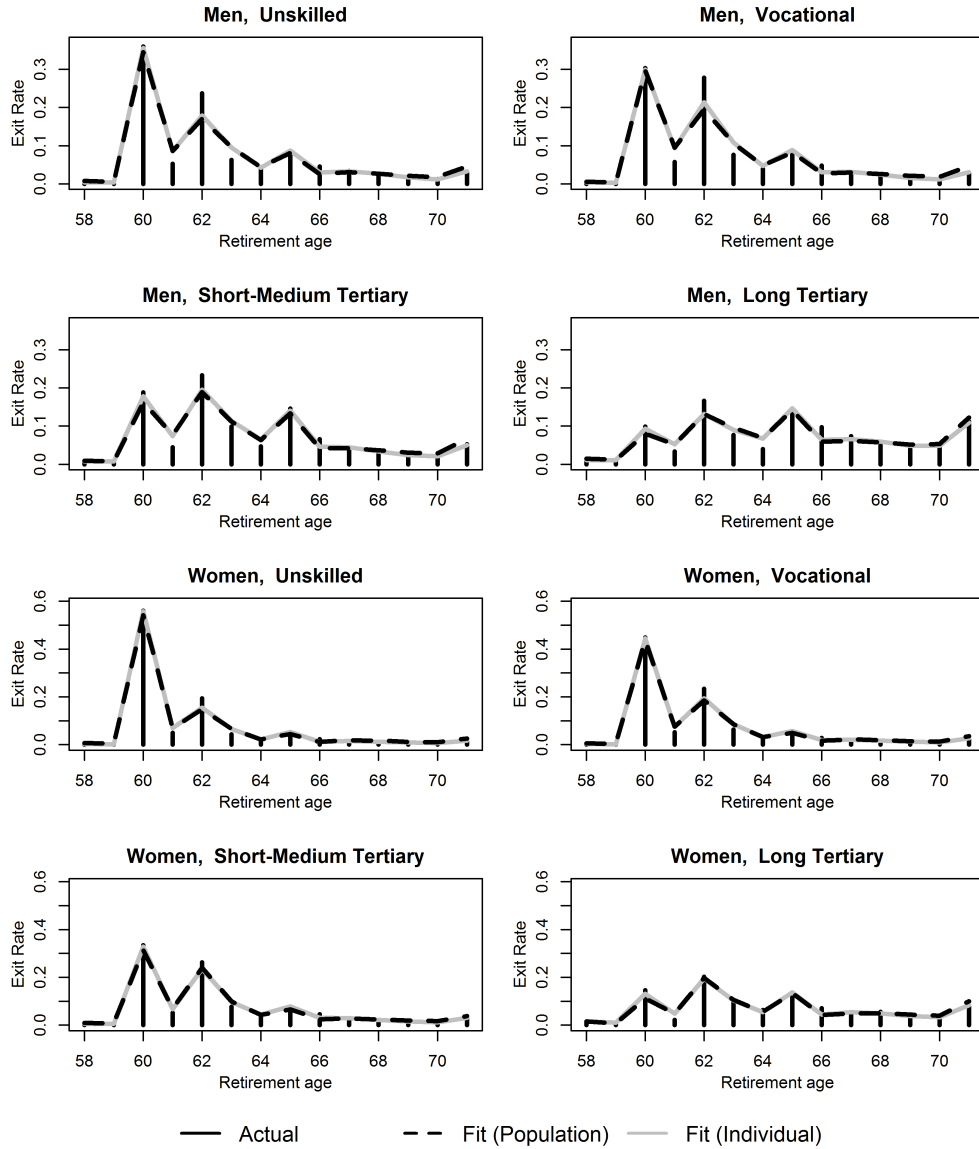 Men,  Unskilled
Exit Rate
0.0 0.1 0.2 0.3
58 60 62 64 66 68 70
Retirement age
Men,  Vocational
Exit Rate
0.0 0.1 0.2 0.3
58 60 62 64 66 68 70
Retirement age
Men,  Short-Medium Tertiary
Exit Rate
0.0 0.1 0.2 0.3
58 60 62 64 66 68 70
Retirement age
Men,  Long Tertiary
Exit Rate
0.0 0.1 0.2 0.3
58 60 62 64 66 68 70
Retirement age
Women,  Unskilled
Exit Rate
0.0 0.2 0.4 0.6
58 60 62 64 66 68 70
Retirement age
Women,  Vocational
Exit Rate
0.0 0.2 0.4 0.6
58 60 62 64 66 68 70
Retirement age
Women,  Short-Medium Tertiary
Exit Rate
0.0 0.2 0.4 0.6
58 60 62 64 66 68 70
Retirement age
Women,  Long Tertiary
Exit Rate
0.0 0.2 0.4 0.6
58 60 62 64 66 68 70
Retirement age
Actual Fit (Population) Fit (Individual)